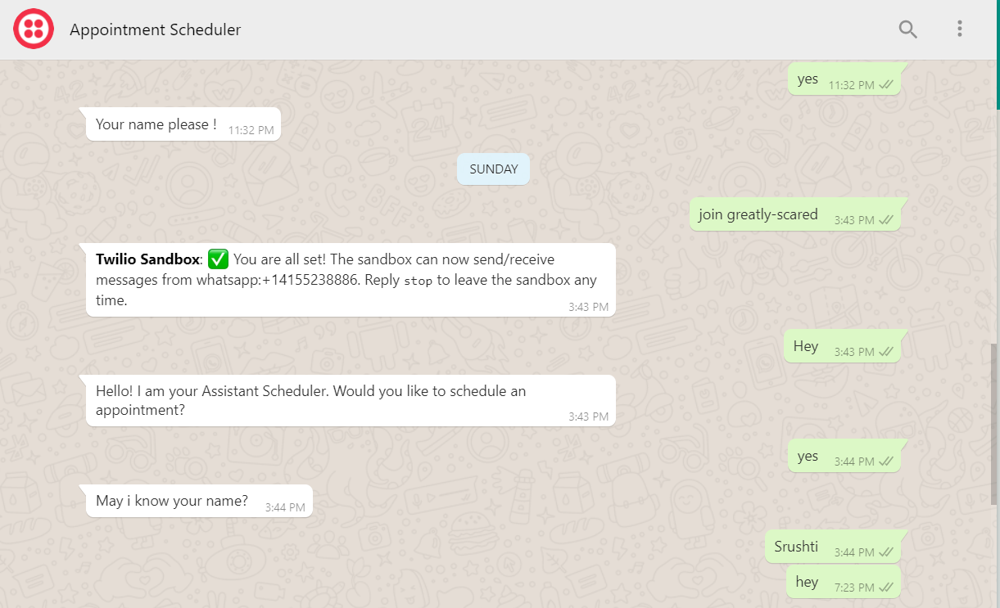 Appointment Scheduler
yes 11:32 PM
Your name please ! 11:32 PM
SUNDAY
join greatly-scared 3:43 PM
Twilio Sandbox: ✅ You are all set! The sandbox can now send/receive
messages from whatsapp:+14155238886. Reply stop to leave the sandbox any
time.
3:43 PM
Hey 3:43 PM
Hello! I am your Assistant Scheduler. Would you like to schedule an
appointment?
3:43 PM
yes 3:44 PM
May i know your name? 3:44 PM
Srushti 3:44 PM
hey 7:23 PM